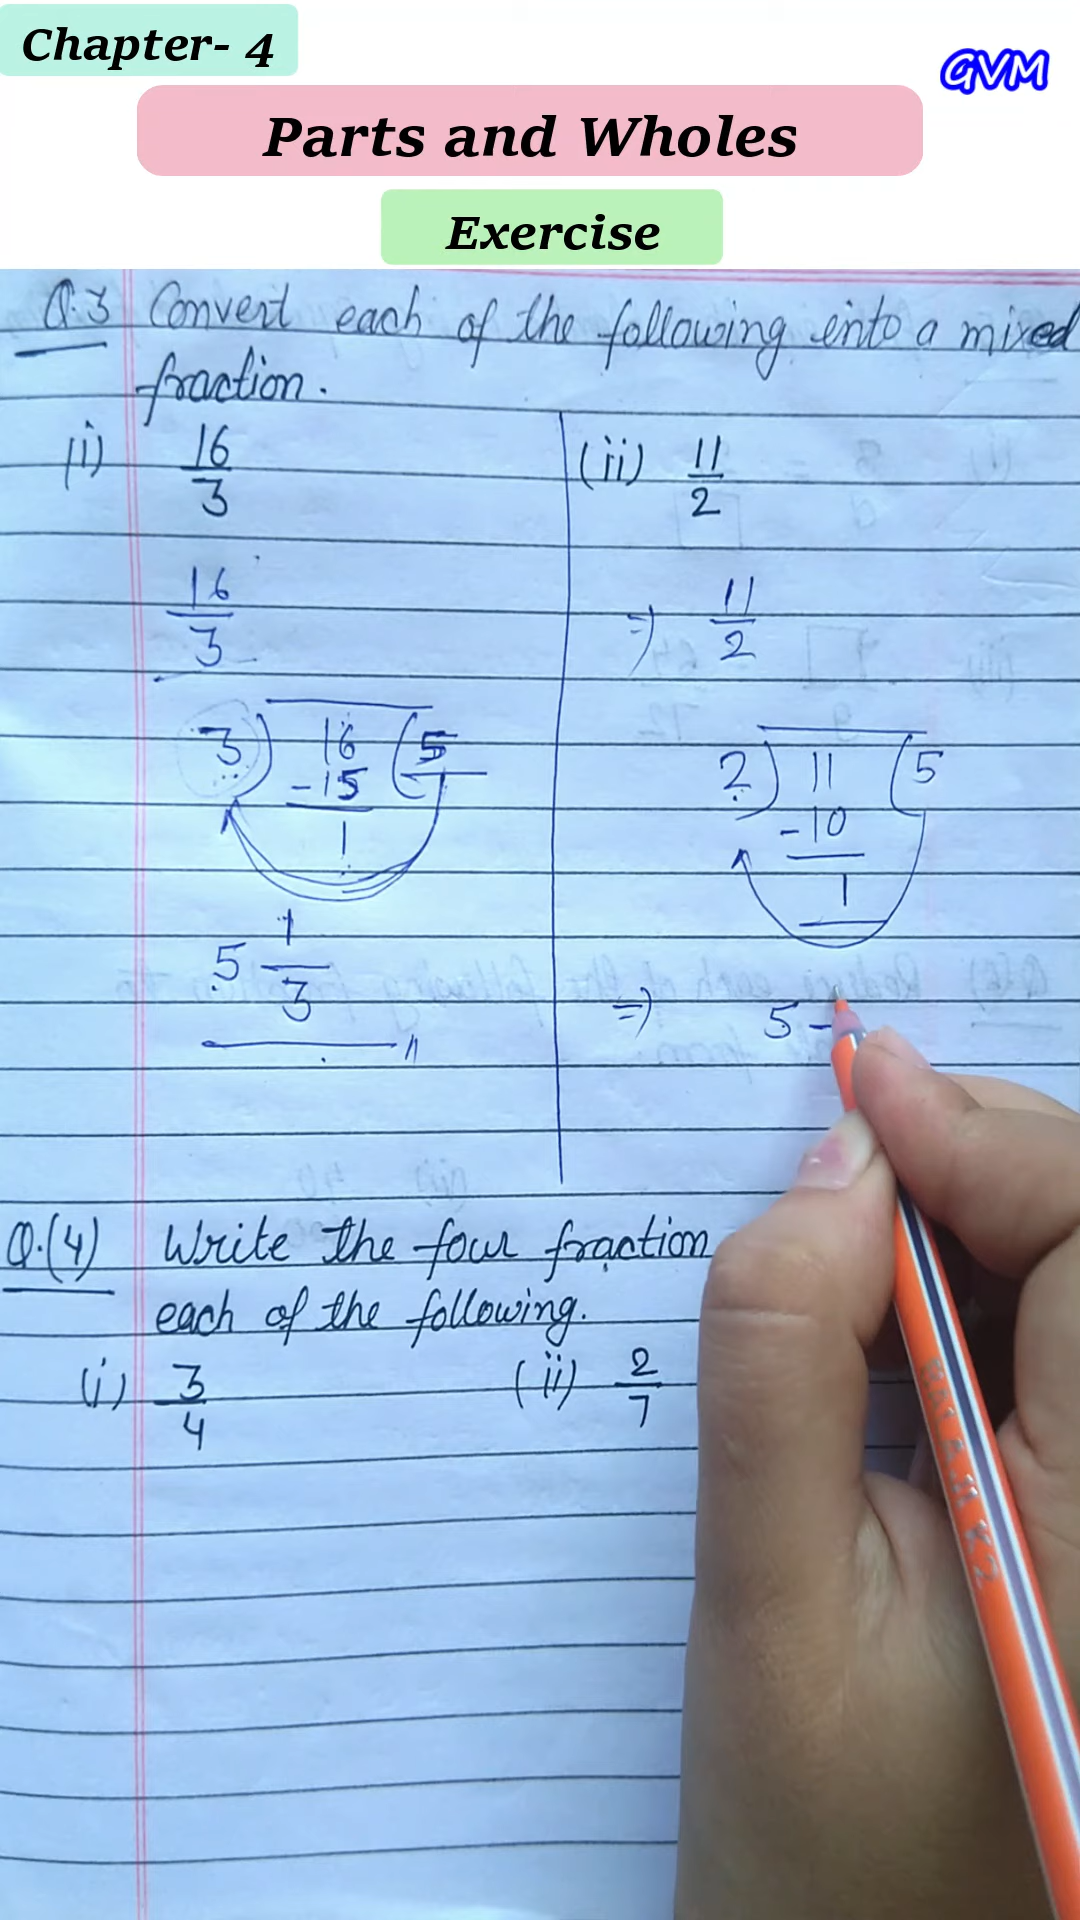 Chapter- 4
GVM
Parts and Wholes
Exercise
Q.3 Convert each of the following into a mixed
fraction.
(i) 16/3
(ii) 11/2
16/3
=) 11/2
3) 16 (5
-15
1
2) 11 (5
-10
1
5 1/3 "
=) 5 -
Q.(4) Write the four fraction
each of the following.
(i) 3/4 (ii) 2/7
BALAJI K2